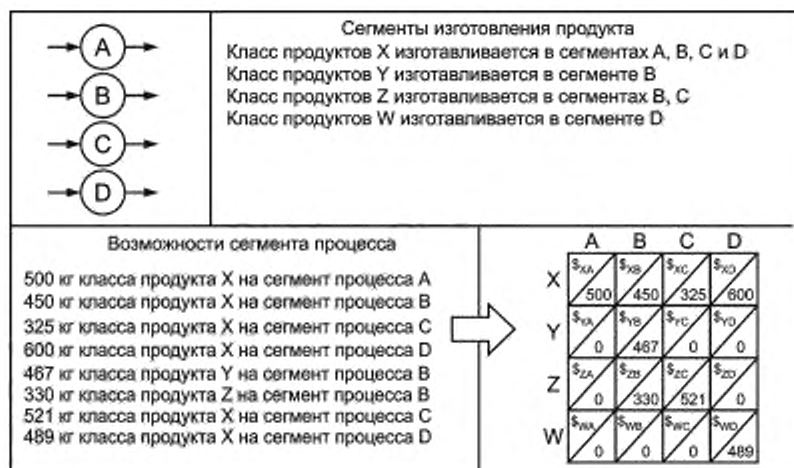 A
B
C
D
Сегменты изготовления продукта
Класс продуктов X изготавливается в сегментах A, B, C и D
Класс продуктов Y изготавливается в сегменте B
Класс продуктов Z изготавливается в сегментах B, C
Класс продуктов W изготавливается в сегменте D
Возможности сегмента процесса
500 кг класса продукта X на сегмент процесса A
450 кг класса продукта X на сегмент процесса B
325 кг класса продукта X на сегмент процесса C
600 кг класса продукта X на сегмент процесса D
467 кг класса продукта Y на сегмент процесса B
330 кг класса продукта Z на сегмент процесса B
521 кг класса продукта X на сегмент процесса C
489 кг класса продукта X на сегмент процесса D
A B C D
X $XA 500 $XB 450 $XC 325 $XD 600
Y $YA 0 $YB 467 $YC 0 $YD 0
Z $ZA 0 $ZB 330 $ZC 521 $ZD 0
W $WA 0 $WB 0 $WC 0 $WD 489